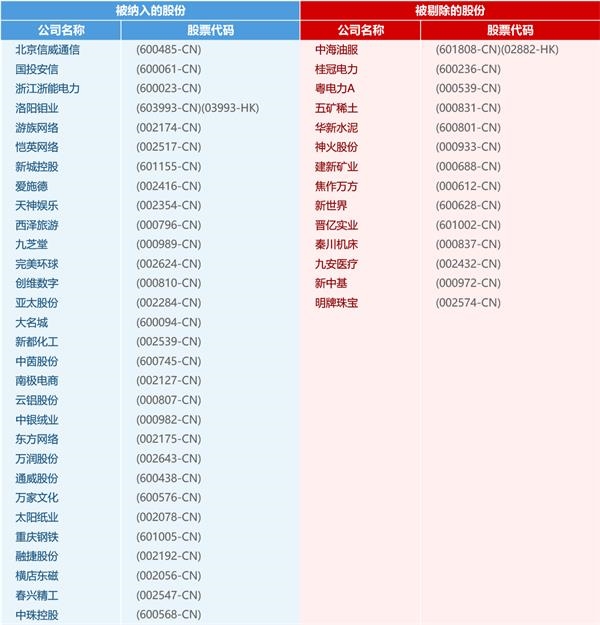 被纳入的股份 被剔除的股份
公司名称 股票代码 公司名称 股票代码
北京信威通信 (600485-CN) 中海油服 (601808-CN)(02882-HK)
国投安信 (600061-CN) 桂冠电力 (600236-CN)
浙江浙能电力 (600023-CN) 粤电力A (000539-CN)
洛阳钼业 (603993-CN)(03993-HK) 五矿稀土 (000831-CN)
游族网络 (002174-CN) 华新水泥 (600801-CN)
恺英网络 (002517-CN) 神火股份 (000933-CN)
新城控股 (601155-CN) 建新矿业 (000688-CN)
爱施德 (002416-CN) 焦作万方 (000612-CN)
天神娱乐 (002354-CN) 新世界 (600628-CN)
西泽旅游 (000796-CN) 晋亿实业 (601002-CN)
九芝堂 (000989-CN) 秦川机床 (000837-CN)
完美环球 (002624-CN) 九安医疗 (002432-CN)
创维数字 (000810-CN) 新中基 (000972-CN)
亚太股份 (002284-CN) 明牌珠宝 (002574-CN)
大名城 (600094-CN)
新都化工 (002539-CN)
中茵股份 (600745-CN)
南极电商 (002127-CN)
云铝股份 (000807-CN)
中银绒业 (000982-CN)
东方网络 (002175-CN)
万润股份 (002643-CN)
通威股份 (600438-CN)
万家文化 (600576-CN)
太阳纸业 (002078-CN)
重庆钢铁 (601005-CN)
融捷股份 (002192-CN)
横店东磁 (002056-CN)
春兴精工 (002547-CN)
中珠控股 (600568-CN)